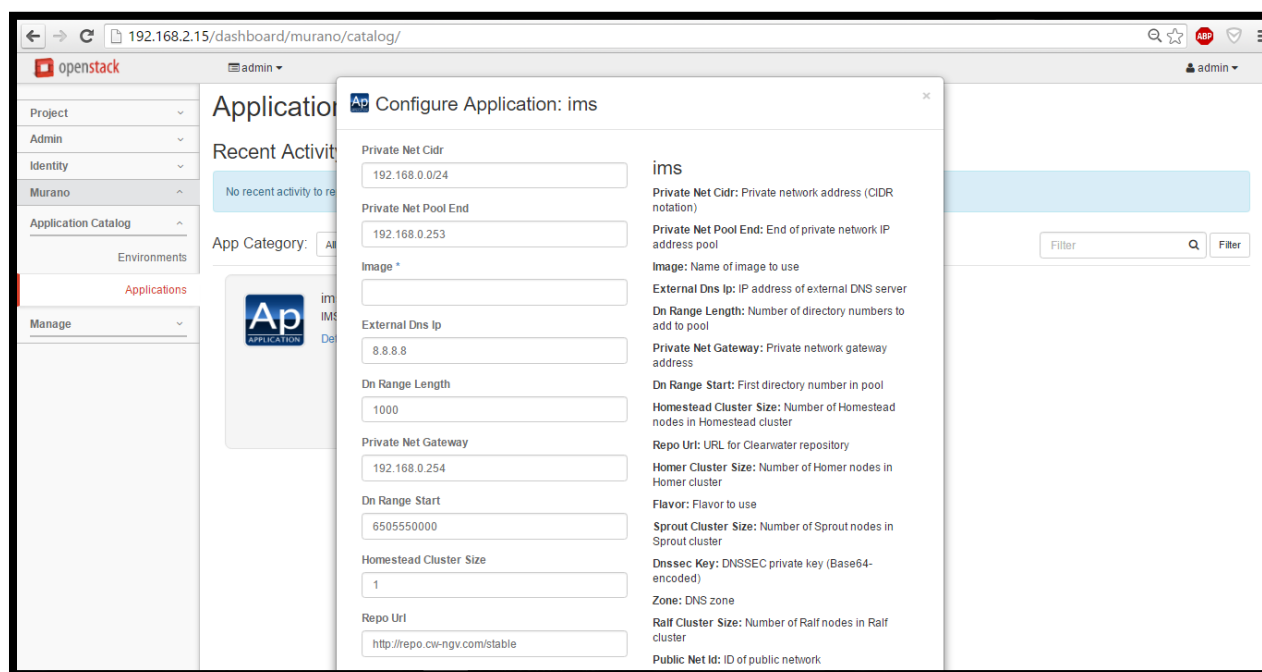 192.168.2.15/dashboard/murano/catalog/
ABP
openstack
admin
admin
Project
Admin
Identity
Murano
Application Catalog
Environments
Applications
Manage
Application
Recent Activit
No recent activity to re
App Category:
All
Filter
Filter
Ap
APPLICATION
im
IMS
Det
Ap
Configure Application: ims
×
Private Net Cidr
192.168.0.0/24
Private Net Pool End
192.168.0.253
Image *
External Dns Ip
8.8.8.8
Dn Range Length
1000
Private Net Gateway
192.168.0.254
Dn Range Start
6505550000
Homestead Cluster Size
1
Repo Url
http://repo.cw-ngv.com/stable
ims
Private Net Cidr: Private network address (CIDR
notation)
Private Net Pool End: End of private network IP
address pool
Image: Name of image to use
External Dns Ip: IP address of external DNS server
Dn Range Length: Number of directory numbers to
add to pool
Private Net Gateway: Private network gateway
address
Dn Range Start: First directory number in pool
Homestead Cluster Size: Number of Homestead
nodes in Homestead cluster
Repo Url: URL for Clearwater repository
Homer Cluster Size: Number of Homer nodes in
Homer cluster
Flavor: Flavor to use
Sprout Cluster Size: Number of Sprout nodes in
Sprout cluster
Dnssec Key: DNSSEC private key (Base64-
encoded)
Zone: DNS zone
Ralf Cluster Size: Number of Ralf nodes in Ralf
cluster
Public Net Id: ID of public network